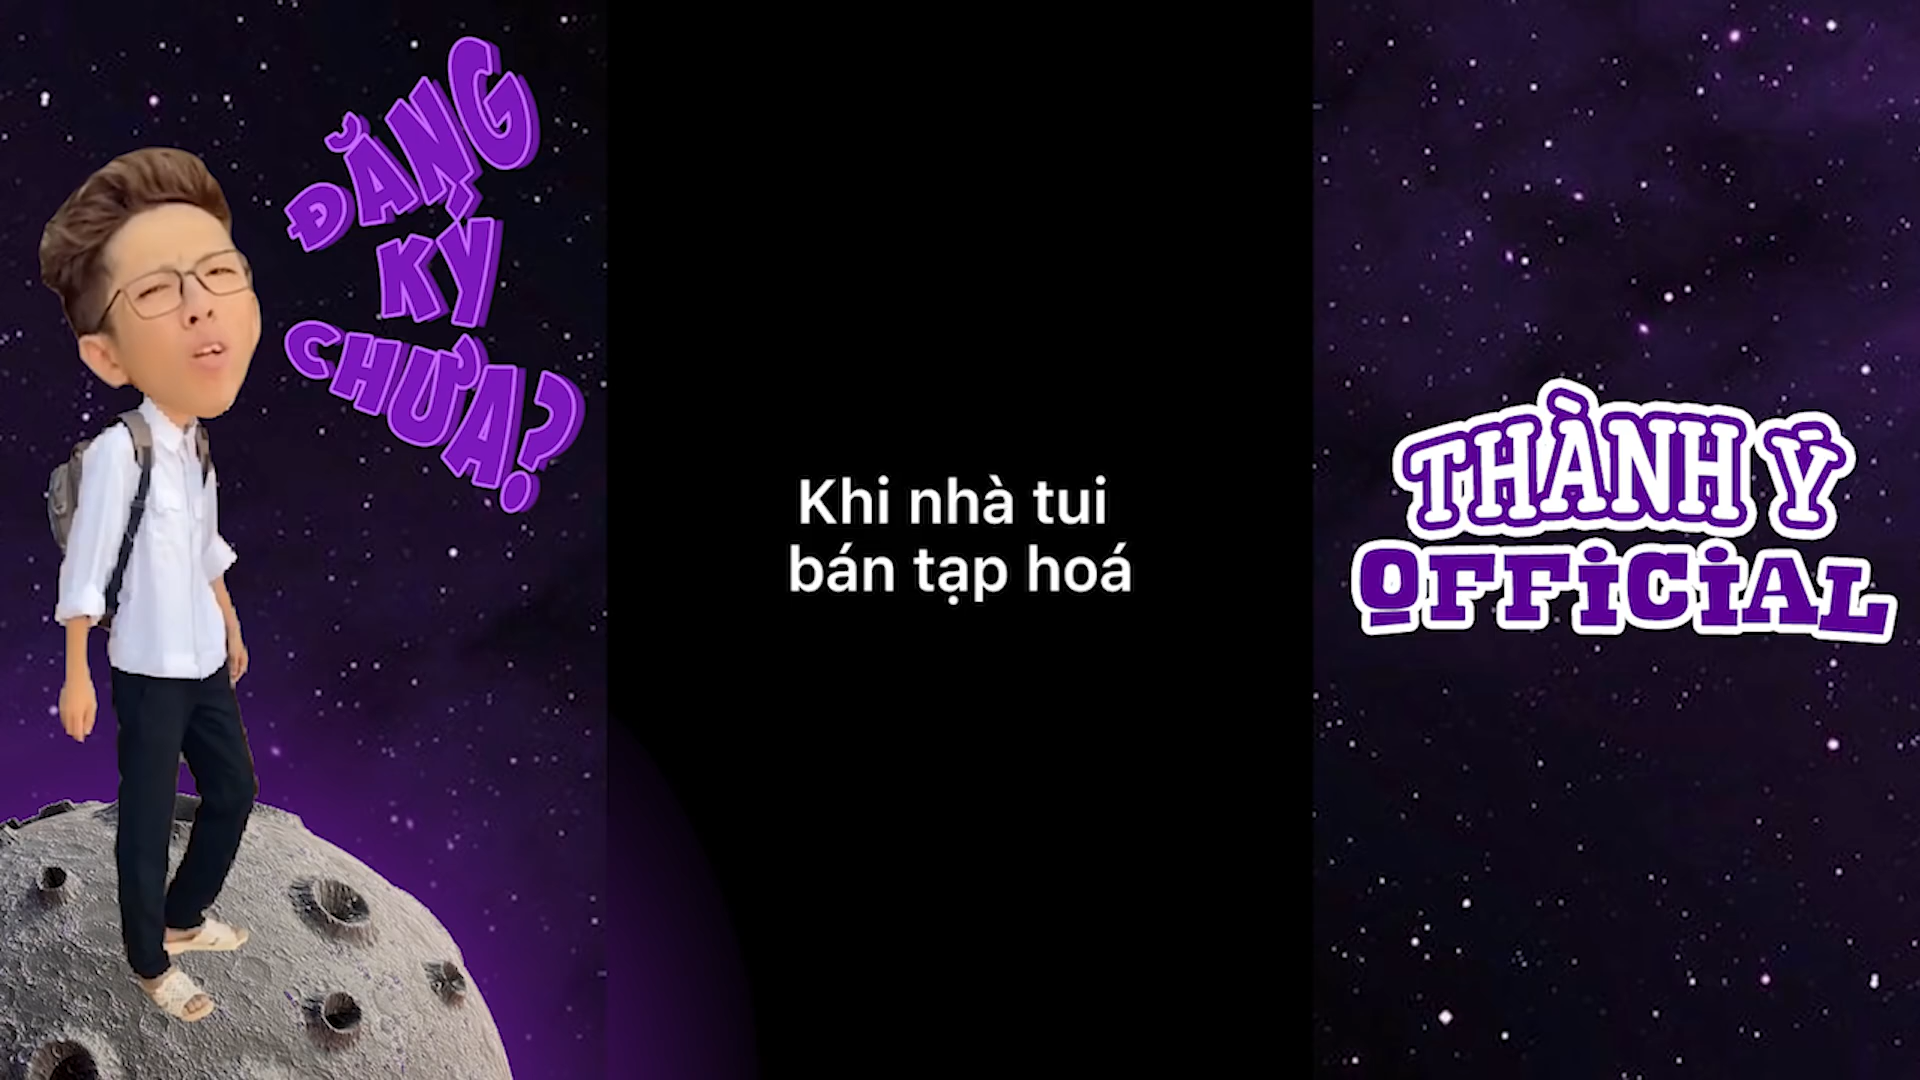 ĐĂNG
KÝ
CHƯA?
Khi nhà tui
bán tạp hoá
THÀNH Ý
OFFICIAL